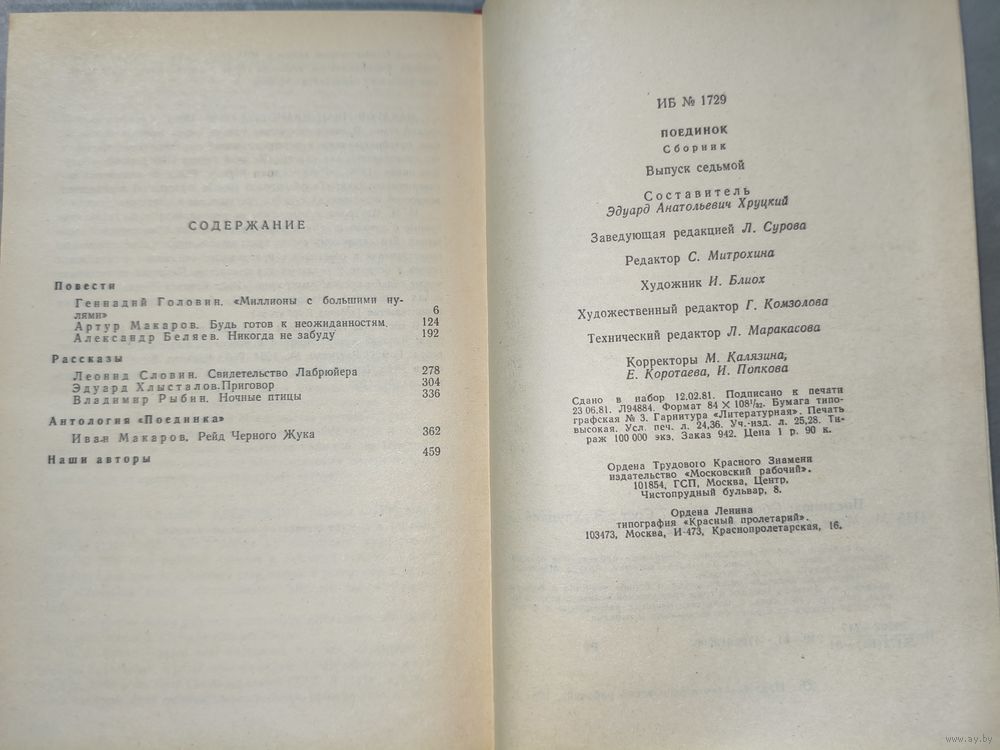 СОДЕРЖАНИЕ
Повести
Геннадий Головин. «Миллионы с большими ну-
лями» 6
Артур Макаров. Будь готов к неожиданностям. 124
Александр Беляев. Никогда не забуду 192
Рассказы
Леонид Словин. Свидетельство Лабрюйера 278
Эдуард Хлысталов.Приговор 304
Владимир Рыбин. Ночные птицы 336
Антология «Поединка»
Иван Макаров. Рейд Черного Жука 362
Наши авторы 459
ИБ № 1729
ПОЕДИНОК
Сборник
Выпуск седьмой
Составитель
Эдуард Анатольевич Хруцкий
Заведующая редакцией Л. Сурова
Редактор С. Митрохина
Художник И. Блиох
Художественный редактор Г. Комзолова
Технический редактор Л. Маракасова
Корректоры М. Калязина,
Е. Коротаева, И. Попкова
Сдано в набор 12.02.81. Подписано к печати
23 06.81. Л94884. Формат 84 × 108¹/₃₂. Бумага типо-
графская № 3. Гарнитура «Литературная». Печать
высокая. Усл. печ. л. 24,36. Уч.-изд. л. 25,28. Ти-
раж 100 000 экз. Заказ 942. Цена 1 р. 90 к.
Ордена Трудового Красного Знамени
издательство «Московский рабочий».
101854, ГСП, Москва, Центр,
Чистопрудный бульвар, 8.
Ордена Ленина
типография «Красный пролетарий».
103473, Москва, И-473, Краснопролетарская, 16.
www.ay.by